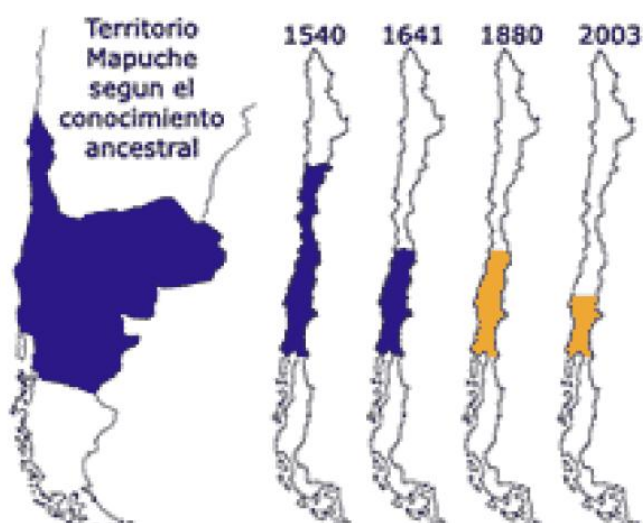 Territorio
Mapuche
segun el
conocimiento
ancestral
1540
1641
1880
2003